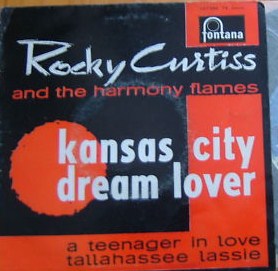 fontana
Rocky Curtiss
and the harmony flames
kansas city
dream lover
a teenager in love
tallahassee lassie